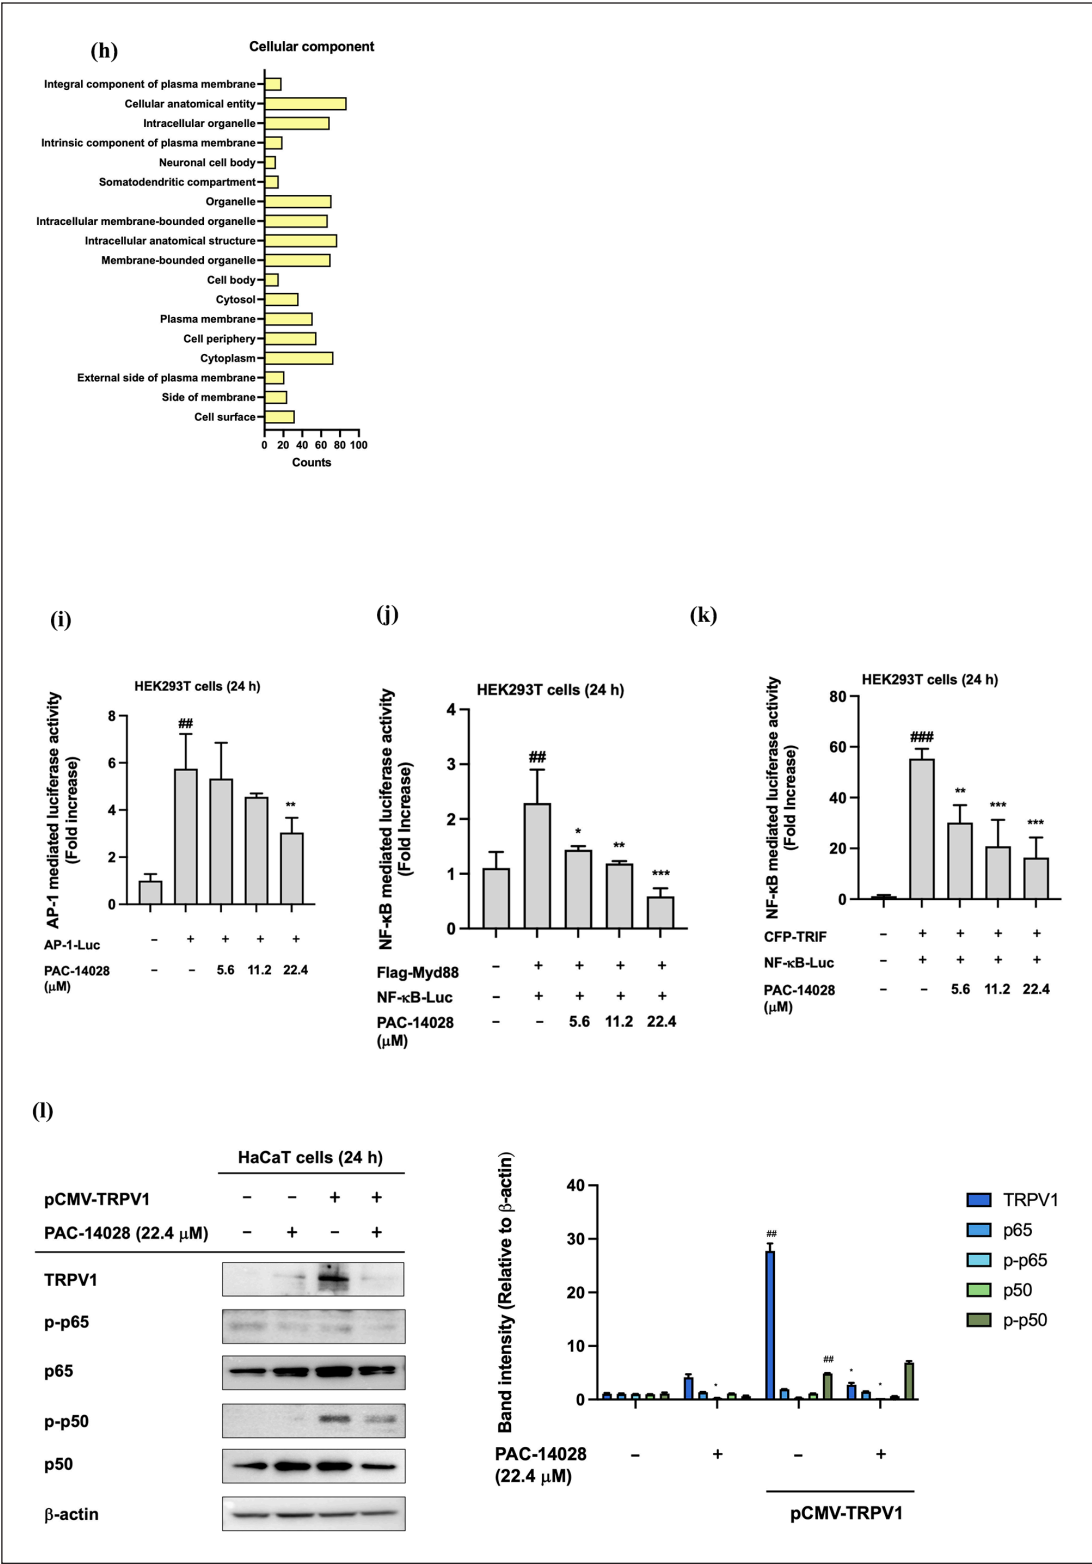 (h)
Cellular component
Integral component of plasma membrane
Cellular anatomical entity
Intracellular organelle
Intrinsic component of plasma membrane
Neuronal cell body
Somatodendritic compartment
Organelle
Intracellular membrane-bounded organelle
Intracellular anatomical structure
Membrane-bounded organelle
Cell body
Cytosol
Plasma membrane
Cell periphery
Cytoplasm
External side of plasma membrane
Side of membrane
Cell surface
0 20 40 60 80 100
Counts
(i)
HEK293T cells (24 h)
AP-1 mediated luciferase activity
(Fold increase)
8
6
4
2
0
##
**
AP-1-Luc − + + + +
PAC-14028 − − 5.6 11.2 22.4
(μM)
(j)
HEK293T cells (24 h)
NF-κB mediated luciferase activity
(Fold Increase)
4
3
2
1
0
##
*
**
***
Flag-Myd88 − + + + +
NF-κB-Luc − + + + +
PAC-14028 − − 5.6 11.2 22.4
(μM)
(k)
HEK293T cells (24 h)
NF-κB mediated luciferase activity
(Fold Increase)
80
60
40
20
0
###
**
***
***
CFP-TRIF − + + + +
NF-κB-Luc − + + + +
PAC-14028 − − 5.6 11.2 22.4
(μM)
(l)
HaCaT cells (24 h)
pCMV-TRPV1 − − + +
PAC-14028 (22.4 μM) − + − +
TRPV1
p-p65
p65
p-p50
p50
β-actin
Band intensity (Relative to β-actin)
40
30
20
10
0
*
##
##
*
*
TRPV1
p65
p-p65
p50
p-p50
PAC-14028 − + − +
(22.4 μM)
pCMV-TRPV1